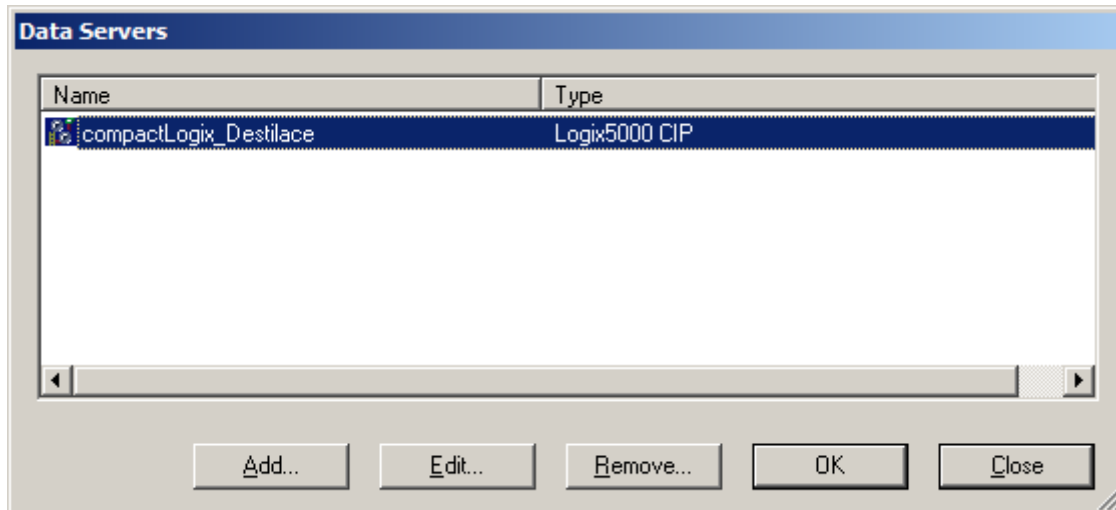 Data Servers
Name Type
compactLogix_Destilace Logix5000 CIP
Add... Edit... Remove... OK Close